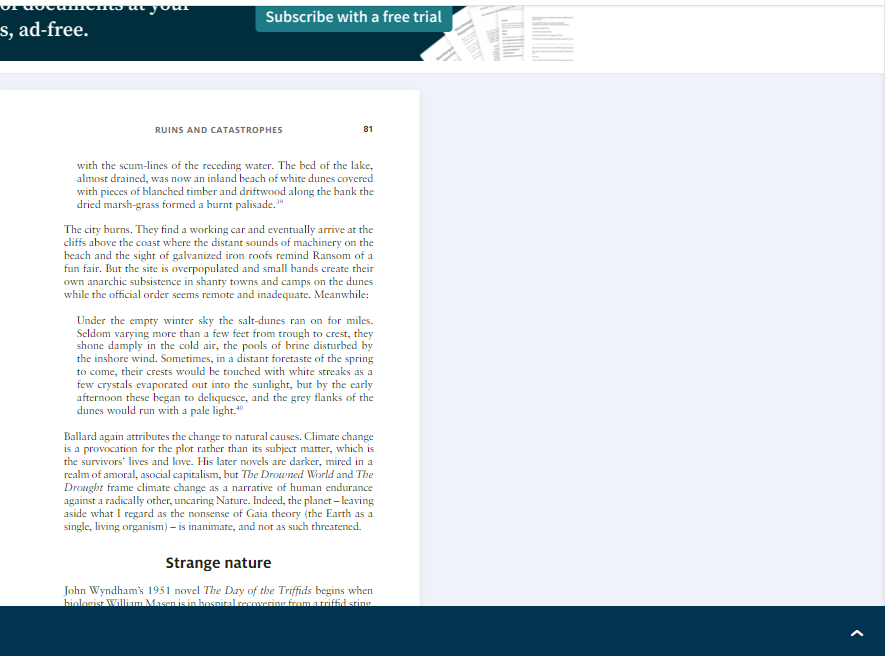 of documents at your
s, ad-free.
Subscribe with a free trial
RUINS AND CATASTROPHES 81
with the scum-lines of the receding water. The bed of the lake,
almost drained, was now an inland beach of white dunes covered
with pieces of blanched timber and driftwood along the bank the
dried marsh-grass formed a burnt palisade.39
The city burns. They find a working car and eventually arrive at the
cliffs above the coast where the distant sounds of machinery on the
beach and the sight of galvanized iron roofs remind Ransom of a
fun fair. But the site is overpopulated and small bands create their
own anarchic subsistence in shanty towns and camps on the dunes
while the official order seems remote and inadequate. Meanwhile:
Under the empty winter sky the salt-dunes ran on for miles.
Seldom varying more than a few feet from trough to crest, they
shone damply in the cold air, the pools of brine disturbed by
the inshore wind. Sometimes, in a distant foretaste of the spring
to come, their crests would be touched with white streaks as a
few crystals evaporated out into the sunlight, but by the early
afternoon these began to deliquesce, and the grey flanks of the
dunes would run with a pale light.40
Ballard again attributes the change to natural causes. Climate change
is a provocation for the plot rather than its subject matter, which is
the survivors' lives and love. His later novels are darker, mired in a
realm of amoral, asocial capitalism, but The Drowned World and The
Drought frame climate change as a narrative of human endurance
against a radically other, uncaring Nature. Indeed, the planet – leaving
aside what I regard as the nonsense of Gaia theory (the Earth as a
single, living organism) – is inanimate, and not as such threatened.
Strange nature
John Wyndham's 1951 novel The Day of the Triffids begins when
biologist William Masen is in hospital recovering from a triffid sting.